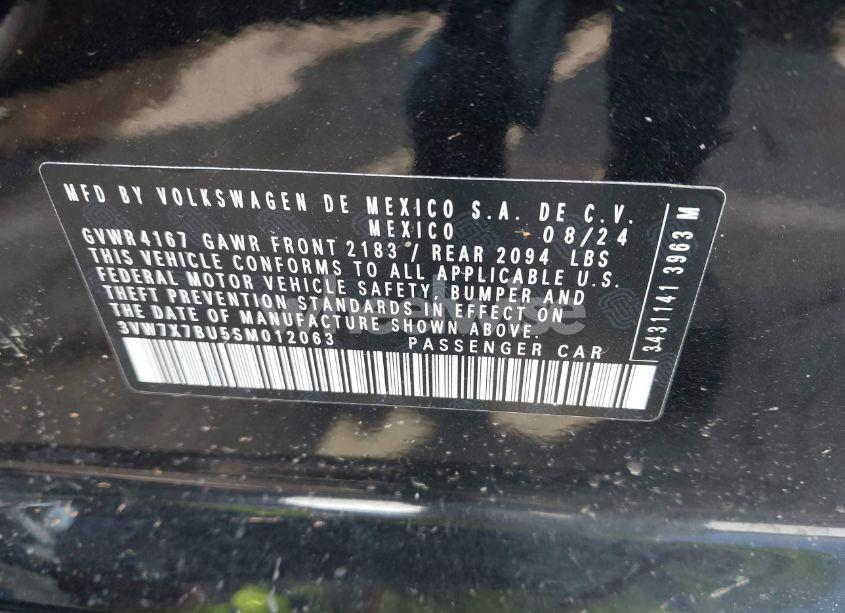 MFD BY VOLKSWAGEN DE MEXICO S.A. DE C.V.
MEXICO 08/24
GVWR4167 GAWR FRONT 2183 / REAR 2094 LBS
THIS VEHICLE CONFORMS TO ALL APPLICABLE U.S.
FEDERAL MOTOR VEHICLE SAFETY, BUMPER AND
THEFT PREVENTION STANDARDS IN EFFECT ON
THE DATE OF MANUFACTURE SHOWN ABOVE.
3VW7X7BU5SM012063 PASSENGER CAR
3431141 3963 M